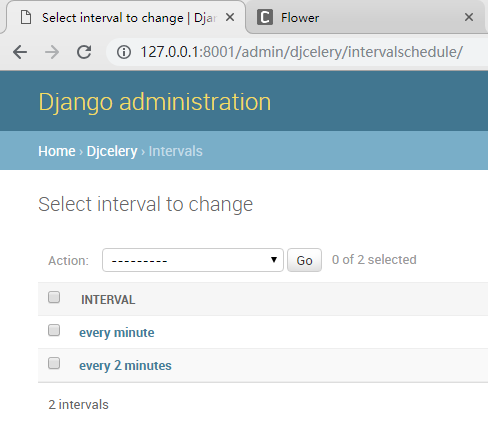 Select interval to change | Djan
Flower
127.0.0.1:8001/admin/djcelery/intervalschedule/
Django administration
Home › Djcelery › Intervals
Select interval to change
Action: --------- Go 0 of 2 selected
INTERVAL
every minute
every 2 minutes
2 intervals